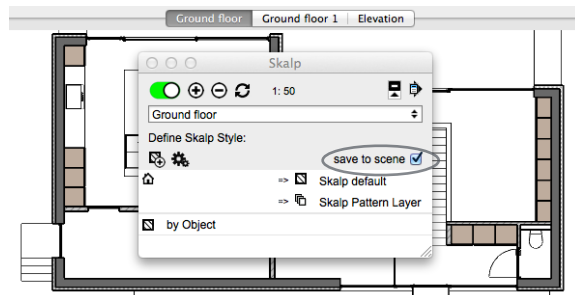 Ground floor Ground floor 1 Elevation
Skalp
1: 50
Ground floor
Define Skalp Style:
save to scene
=> Skalp default
=> Skalp Pattern Layer
by Object